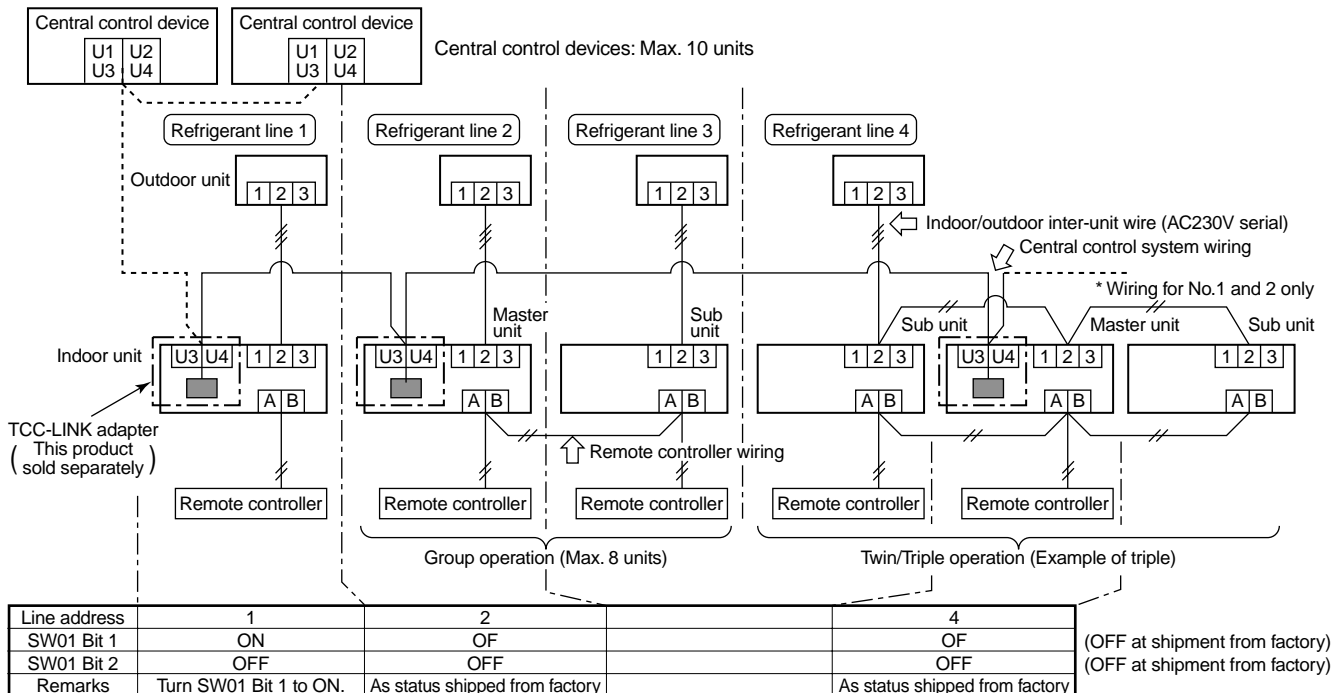 Central control device Central control device
U1 U2 U1 U2
U3 U4 U3 U4
Central control devices: Max. 10 units
Refrigerant line 1 Refrigerant line 2 Refrigerant line 3 Refrigerant line 4
Outdoor unit
1 2 3 1 2 3 1 2 3 1 2 3
Indoor/outdoor inter-unit wire (AC230V serial)
Central control system wiring
* Wiring for No.1 and 2 only
Master unit
Sub unit
Sub unit
Master unit
Sub unit
Indoor unit
U3 U4 1 2 3 U3 U4 1 2 3 1 2 3 1 2 3 U3 U4 1 2 3 1 2 3
A B A B A B A B A B A B
TCC-LINK adapter
( This product
sold separately )
Remote controller wiring
Remote controller Remote controller Remote controller Remote controller Remote controller
Group operation (Max. 8 units)
Twin/Triple operation (Example of triple)
Line address 1 2 4
SW01 Bit 1 ON OF OF (OFF at shipment from factory)
SW01 Bit 2 OFF OFF OFF (OFF at shipment from factory)
Remarks Turn SW01 Bit 1 to ON. As status shipped from factory As status shipped from factory